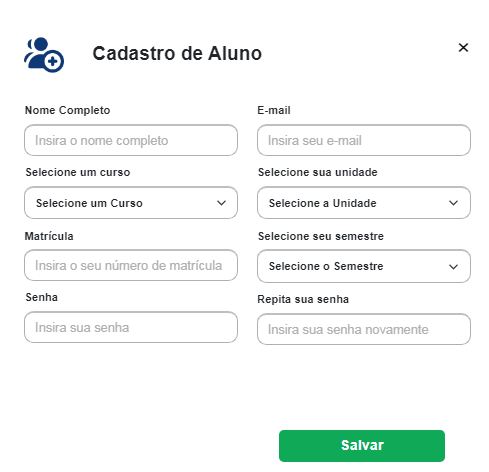 Cadastro de Aluno
Nome Completo
E-mail
Insira o nome completo
Insira seu e-mail
Selecione um curso
Selecione sua unidade
Selecione um Curso
Selecione a Unidade
Matrícula
Selecione seu semestre
Insira o seu número de matrícula
Selecione o Semestre
Senha
Repita sua senha
Insira sua senha
Insira sua senha novamente
Salvar